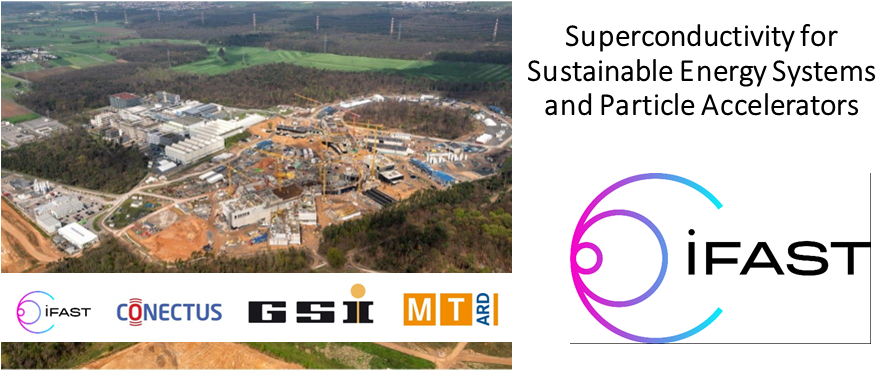 Superconductivity for
Sustainable Energy Systems
and Particle Accelerators
iFAST
iFAST
CONECTUS
GSI
MT
ARD